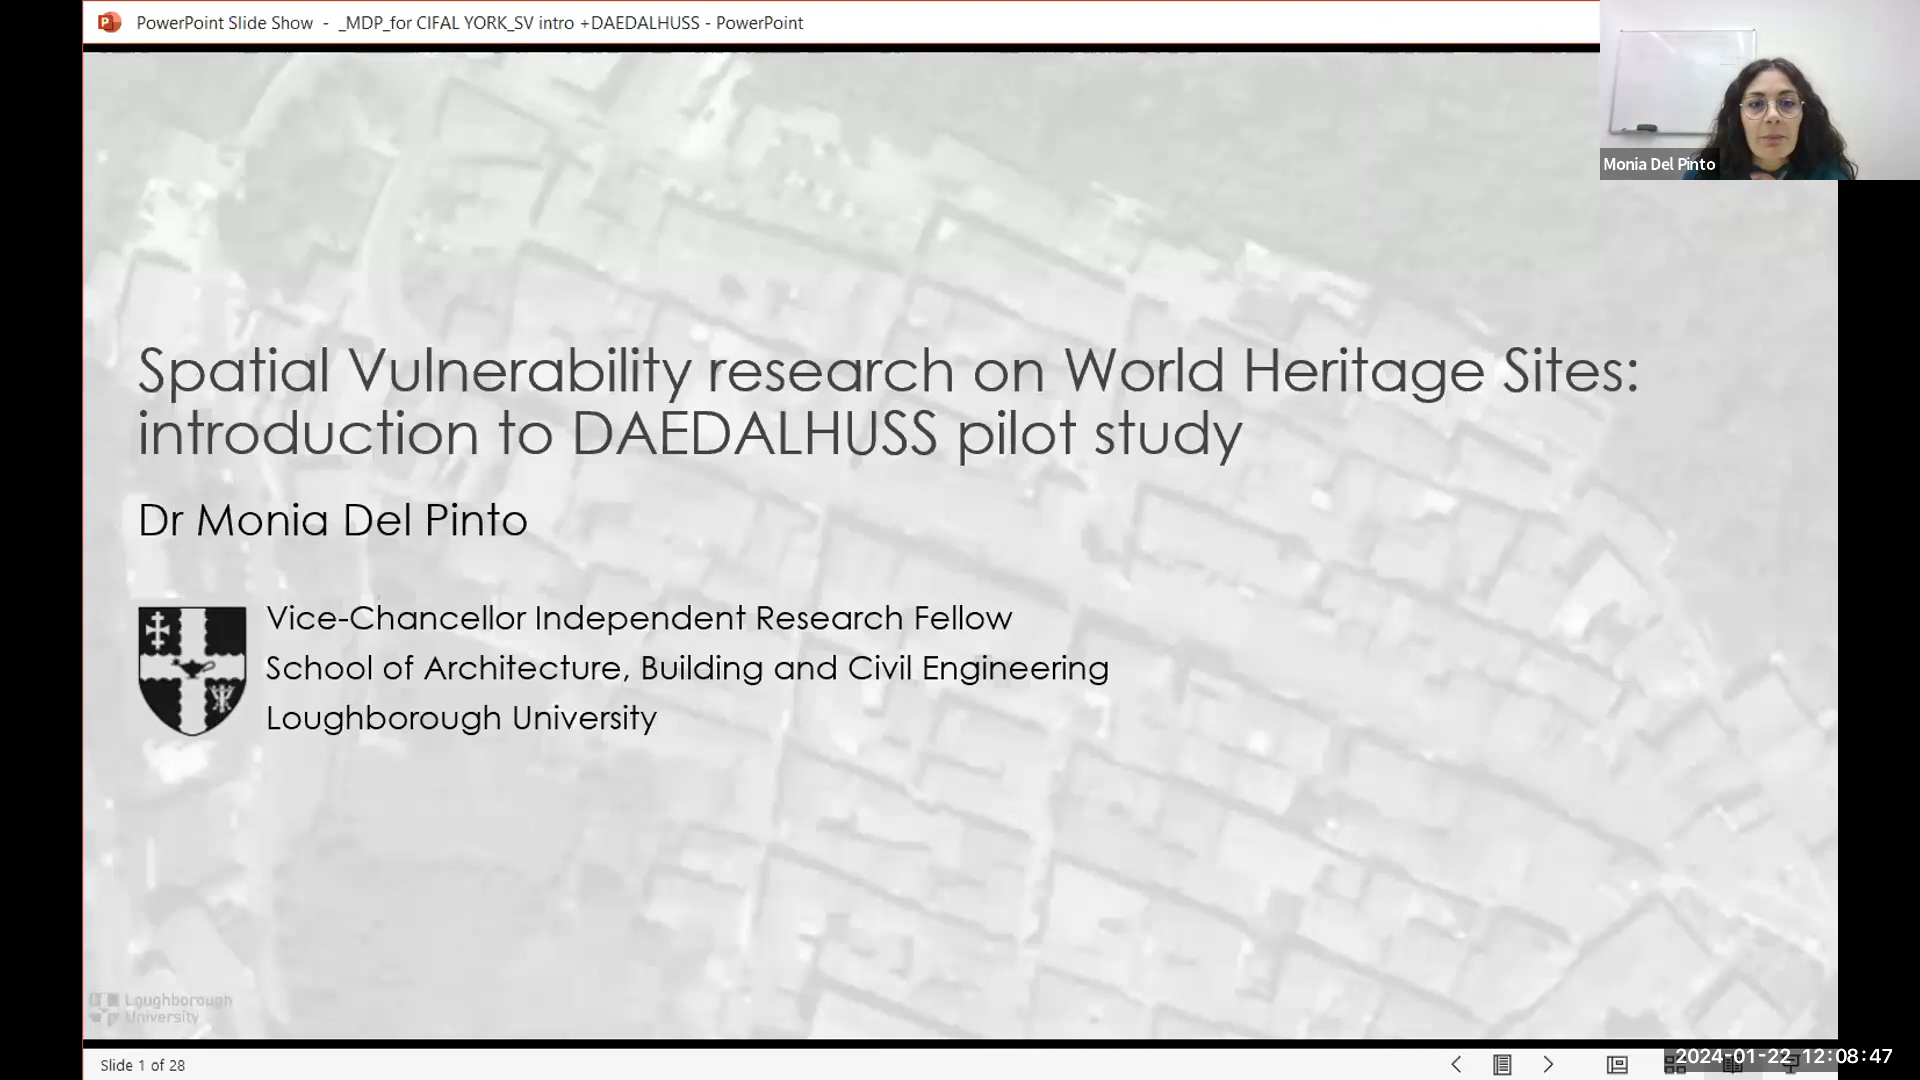 PowerPoint Slide Show - _MDP_for CIFAL YORK_SV intro +DAEDALHUSS - PowerPoint
Monia Del Pinto
Spatial Vulnerability research on World Heritage Sites:
introduction to DAEDALHUSS pilot study
Dr Monia Del Pinto
Vice-Chancellor Independent Research Fellow
School of Architecture, Building and Civil Engineering
Loughborough University
Loughborough
University
Slide 1 of 28
2024-01-22 12:08:47